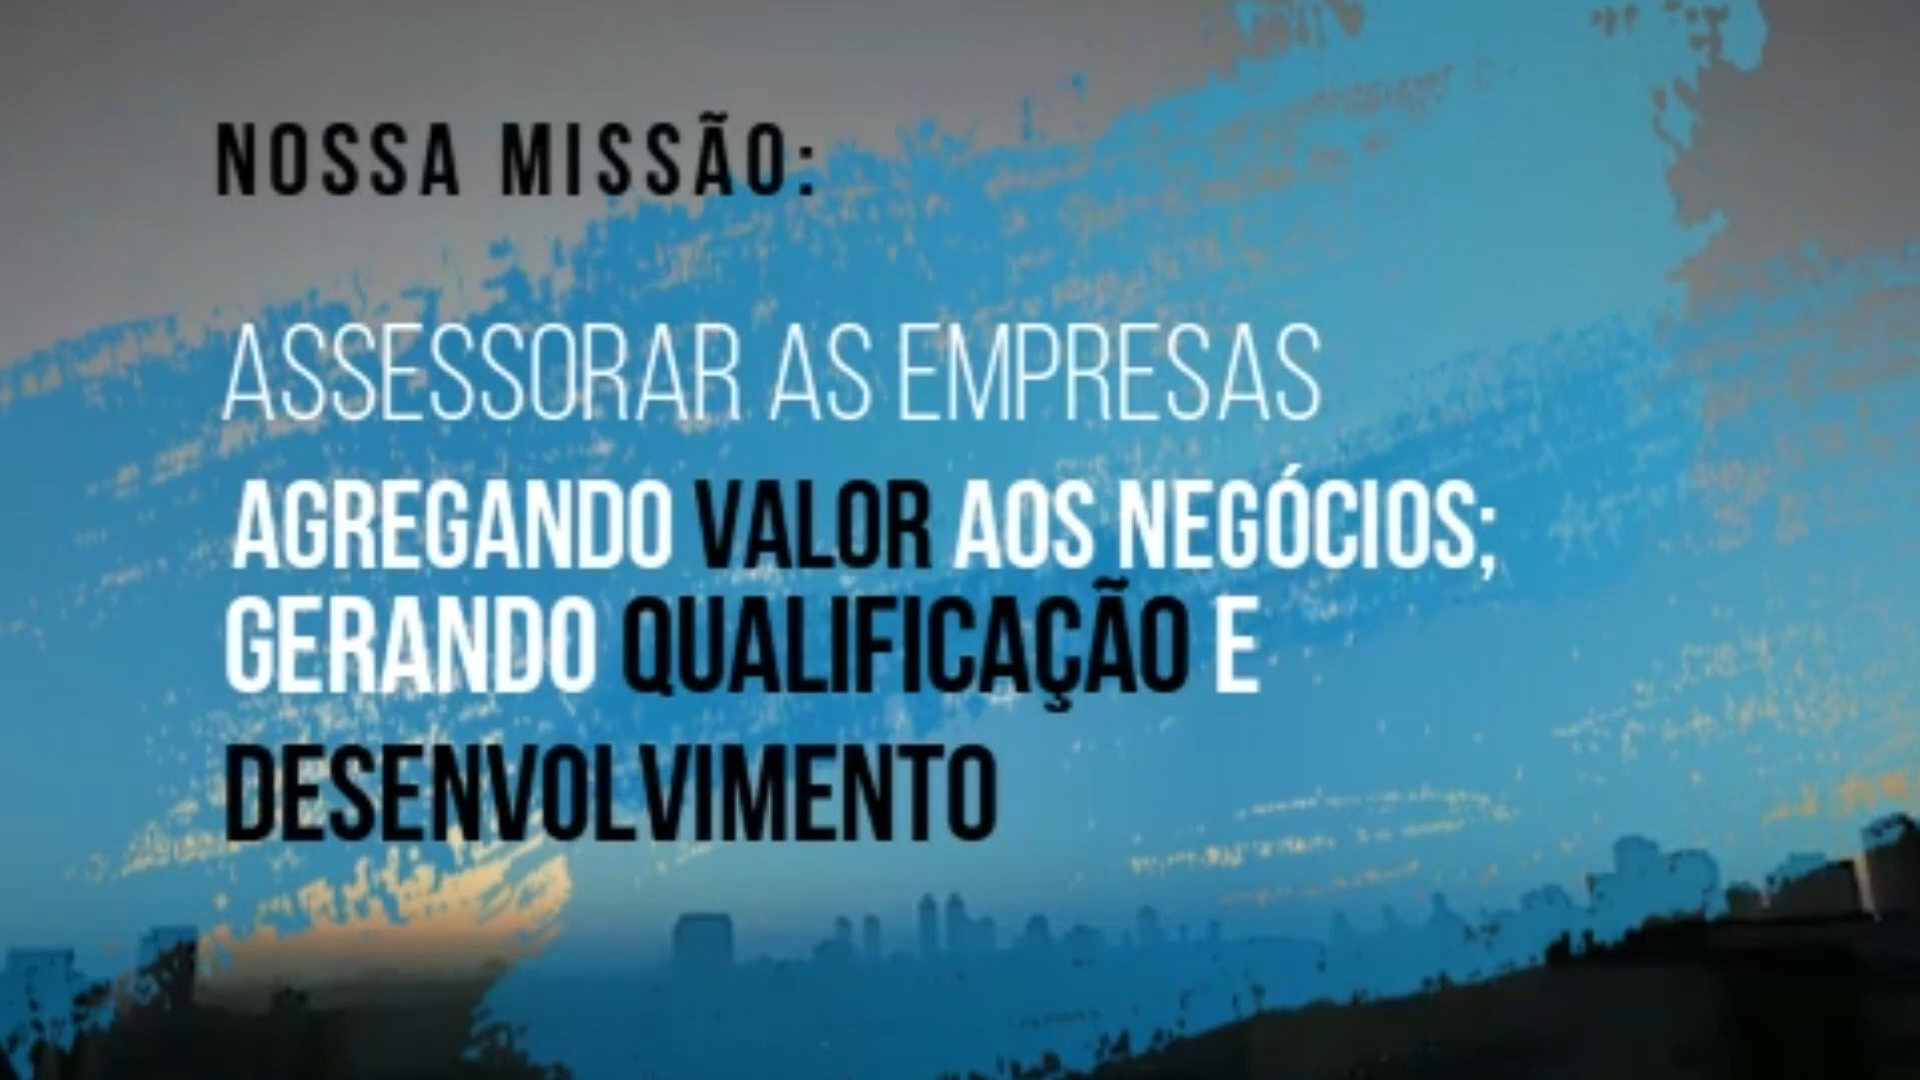 NOSSA MISSÃO:
ASSESSORAR AS EMPRESAS
AGREGANDO VALOR AOS NEGÓCIOS;
GERANDO QUALIFICAÇÃO E
DESENVOLVIMENTO